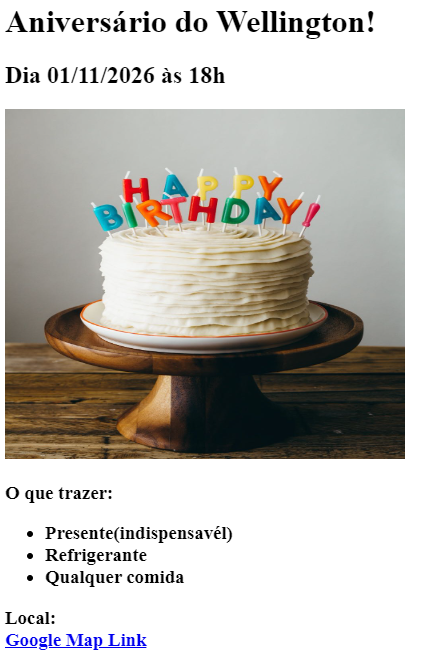 Aniversário do Wellington!
Dia 01/11/2026 às 18h
HAPPY
BIRTHDAY!
O que trazer:
Presente(indispensavél)
Refrigerante
Qualquer comida
Local:
Google Map Link